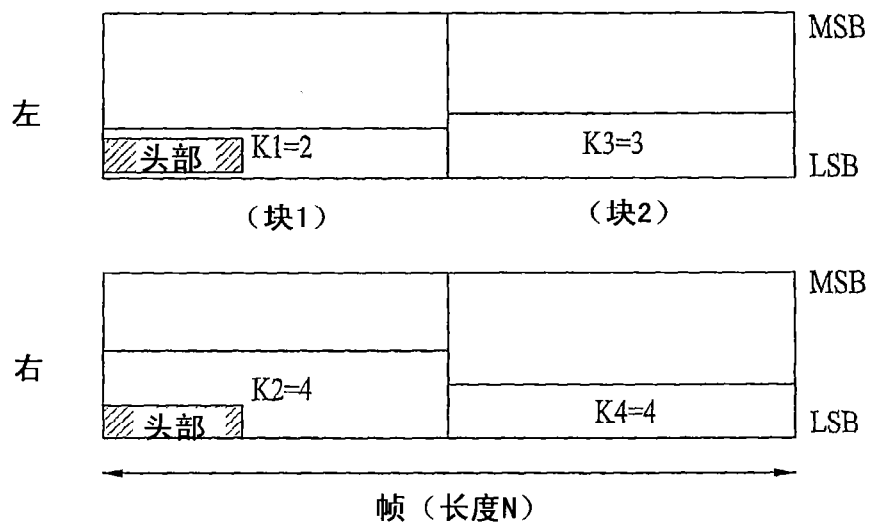 MSB
左
头部 K1=2
K3=3
LSB
(块1)
(块2)
MSB
右
K2=4
头部
K4=4
LSB
帧(长度N)